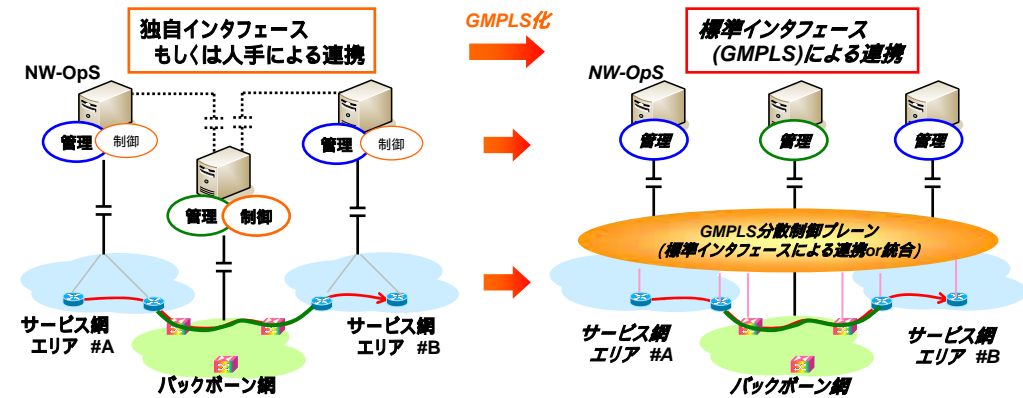 独自インタフェース
もしくは人手による連携
GMPLS化
標準インタフェース
(GMPLS)による連携
NW-OpS
管理
制御
管理
制御
管理
制御
サービス網
エリア #A
サービス網
エリア #B
バックボーン網
NW-OpS
管理
管理
管理
GMPLS分散制御プレーン
(標準インタフェースによる連携or統合)
サービス網
エリア #A
サービス網
エリア #B
バックボーン網